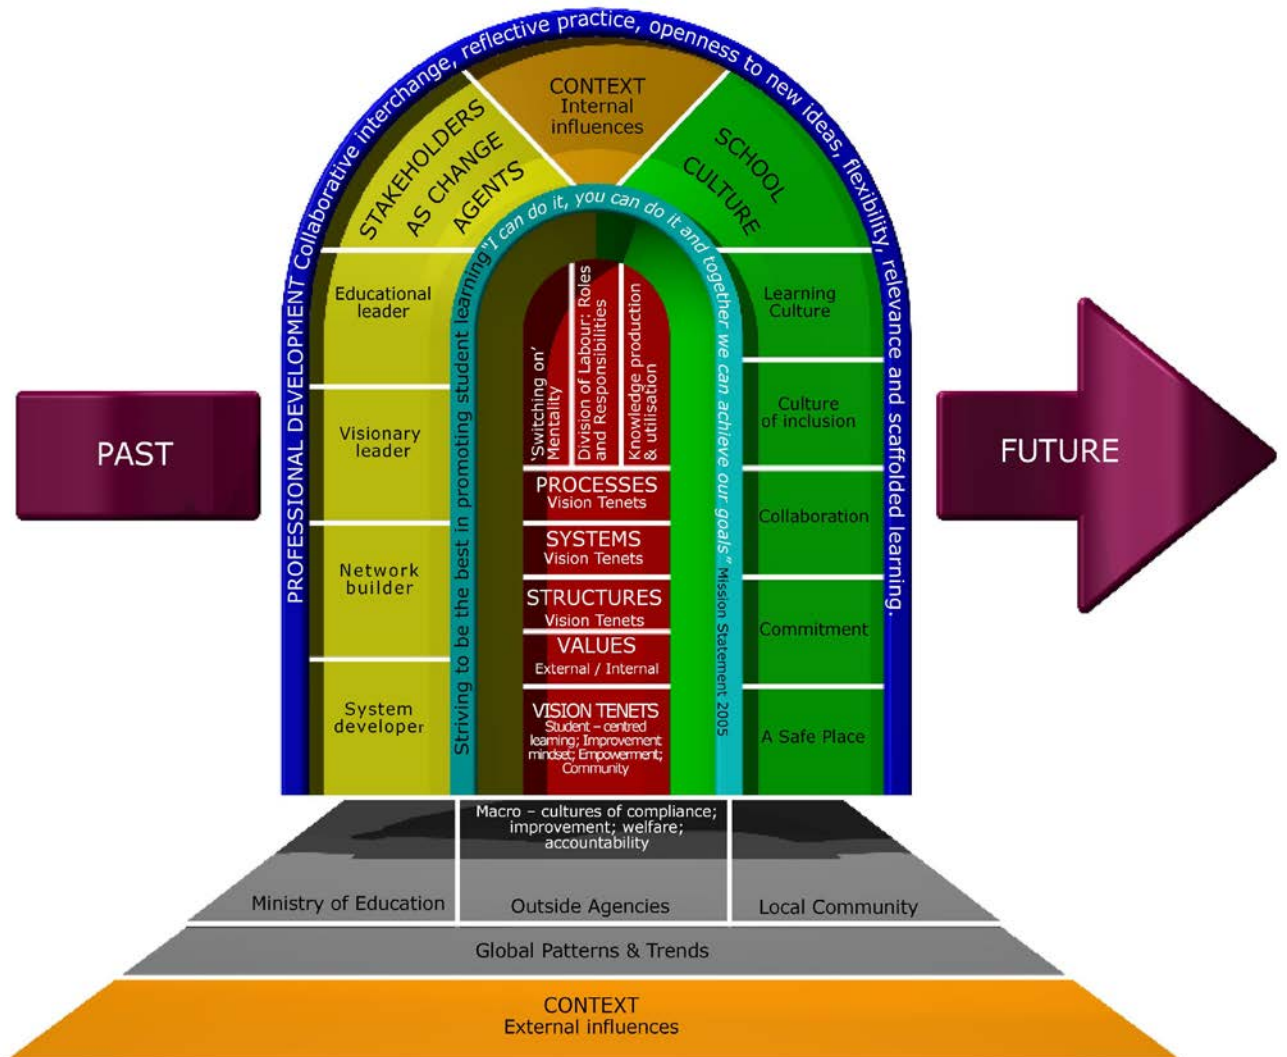 PROFESSIONAL DEVELOPMENT Collaborative interchange, reflective practice, openness to new ideas, flexibility, relevance and scaffolded learning.
CONTEXT
Internal
influences
STAKEHOLDERS
AS CHANGE
AGENTS
SCHOOL
CULTURE
Striving to be the best in promoting student learning "I can do it, you can do it and together we can achieve our goals" Mission Statement 2005
Educational
leader
Visionary
leader
Network
builder
System
developer
'Switching on'
Mentality
Division of Labour; Roles
and Responsibilities
Knowledge production
& utilisation
PROCESSES
Vision Tenets
SYSTEMS
Vision Tenets
STRUCTURES
Vision Tenets
VALUES
External / Internal
VISION TENETS
Student – centred
learning; Improvement
mindset; Empowerment;
Community
Learning
Culture
Culture
of inclusion
Collaboration
Commitment
A Safe Place
PAST
FUTURE
Macro – cultures of compliance;
improvement; welfare;
accountability
Ministry of Education
Outside Agencies
Local Community
Global Patterns & Trends
CONTEXT
External influences